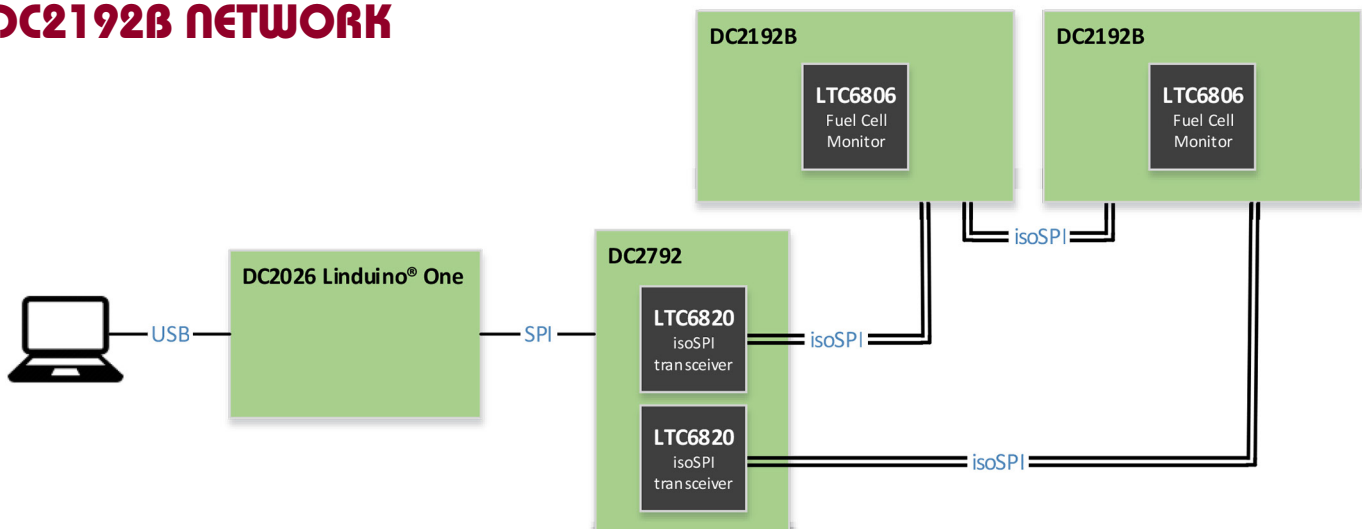 DC2192B NETWORK
DC2192B
LTC6806
Fuel Cell
Monitor
DC2192B
LTC6806
Fuel Cell
Monitor
isoSPI
DC2026 Linduino® One
USB
SPI
DC2792
LTC6820
isoSPI
transceiver
isoSPI
LTC6820
isoSPI
transceiver
isoSPI